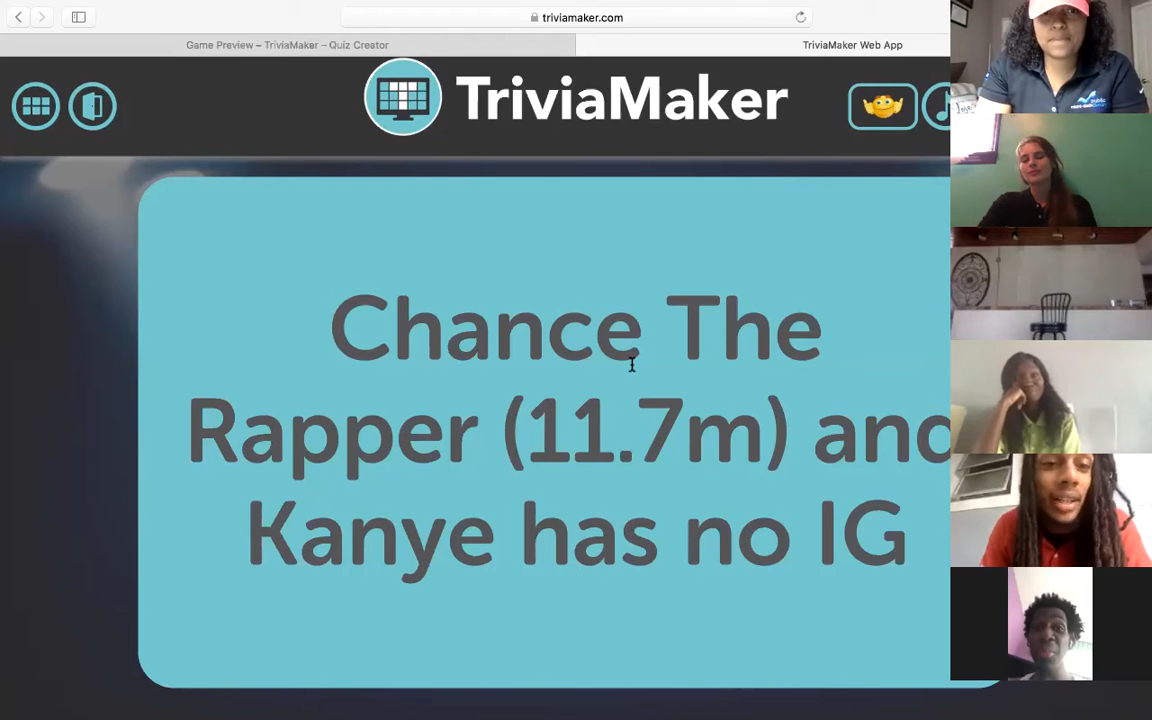 triviamaker.com
Game Preview – TriviaMaker – Quiz Creator
TriviaMaker Web App
TriviaMaker
Chance The
Rapper (11.7m) and
Kanye has no IG
public